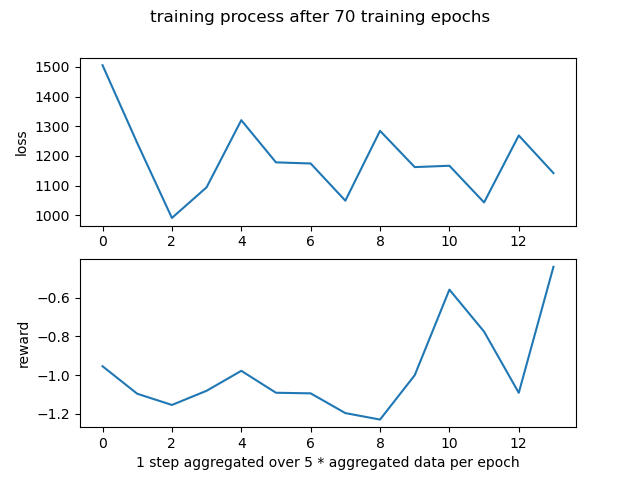 training process after 70 training epochs
1500
1400
1300
1200
1100
1000
loss
0 2 4 6 8 10 12
−0.6
−0.8
−1.0
−1.2
reward
0 2 4 6 8 10 12
1 step aggregated over 5 * aggregated data per epoch